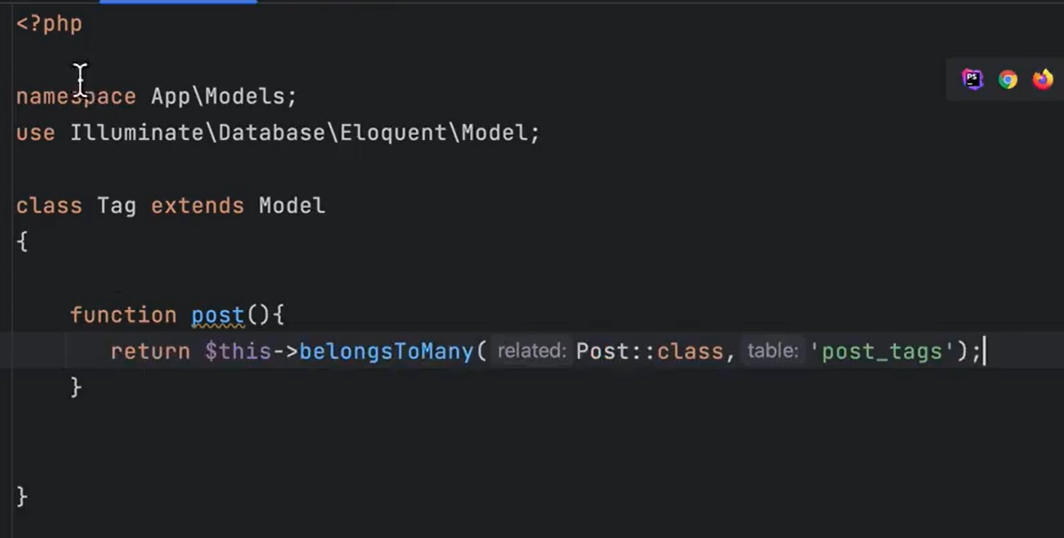 <?php
namespace App\Models;
use Illuminate\Database\Eloquent\Model;
class Tag extends Model
{
function post(){
return $this->belongsToMany( related: Post::class, table: 'post_tags');
}
}